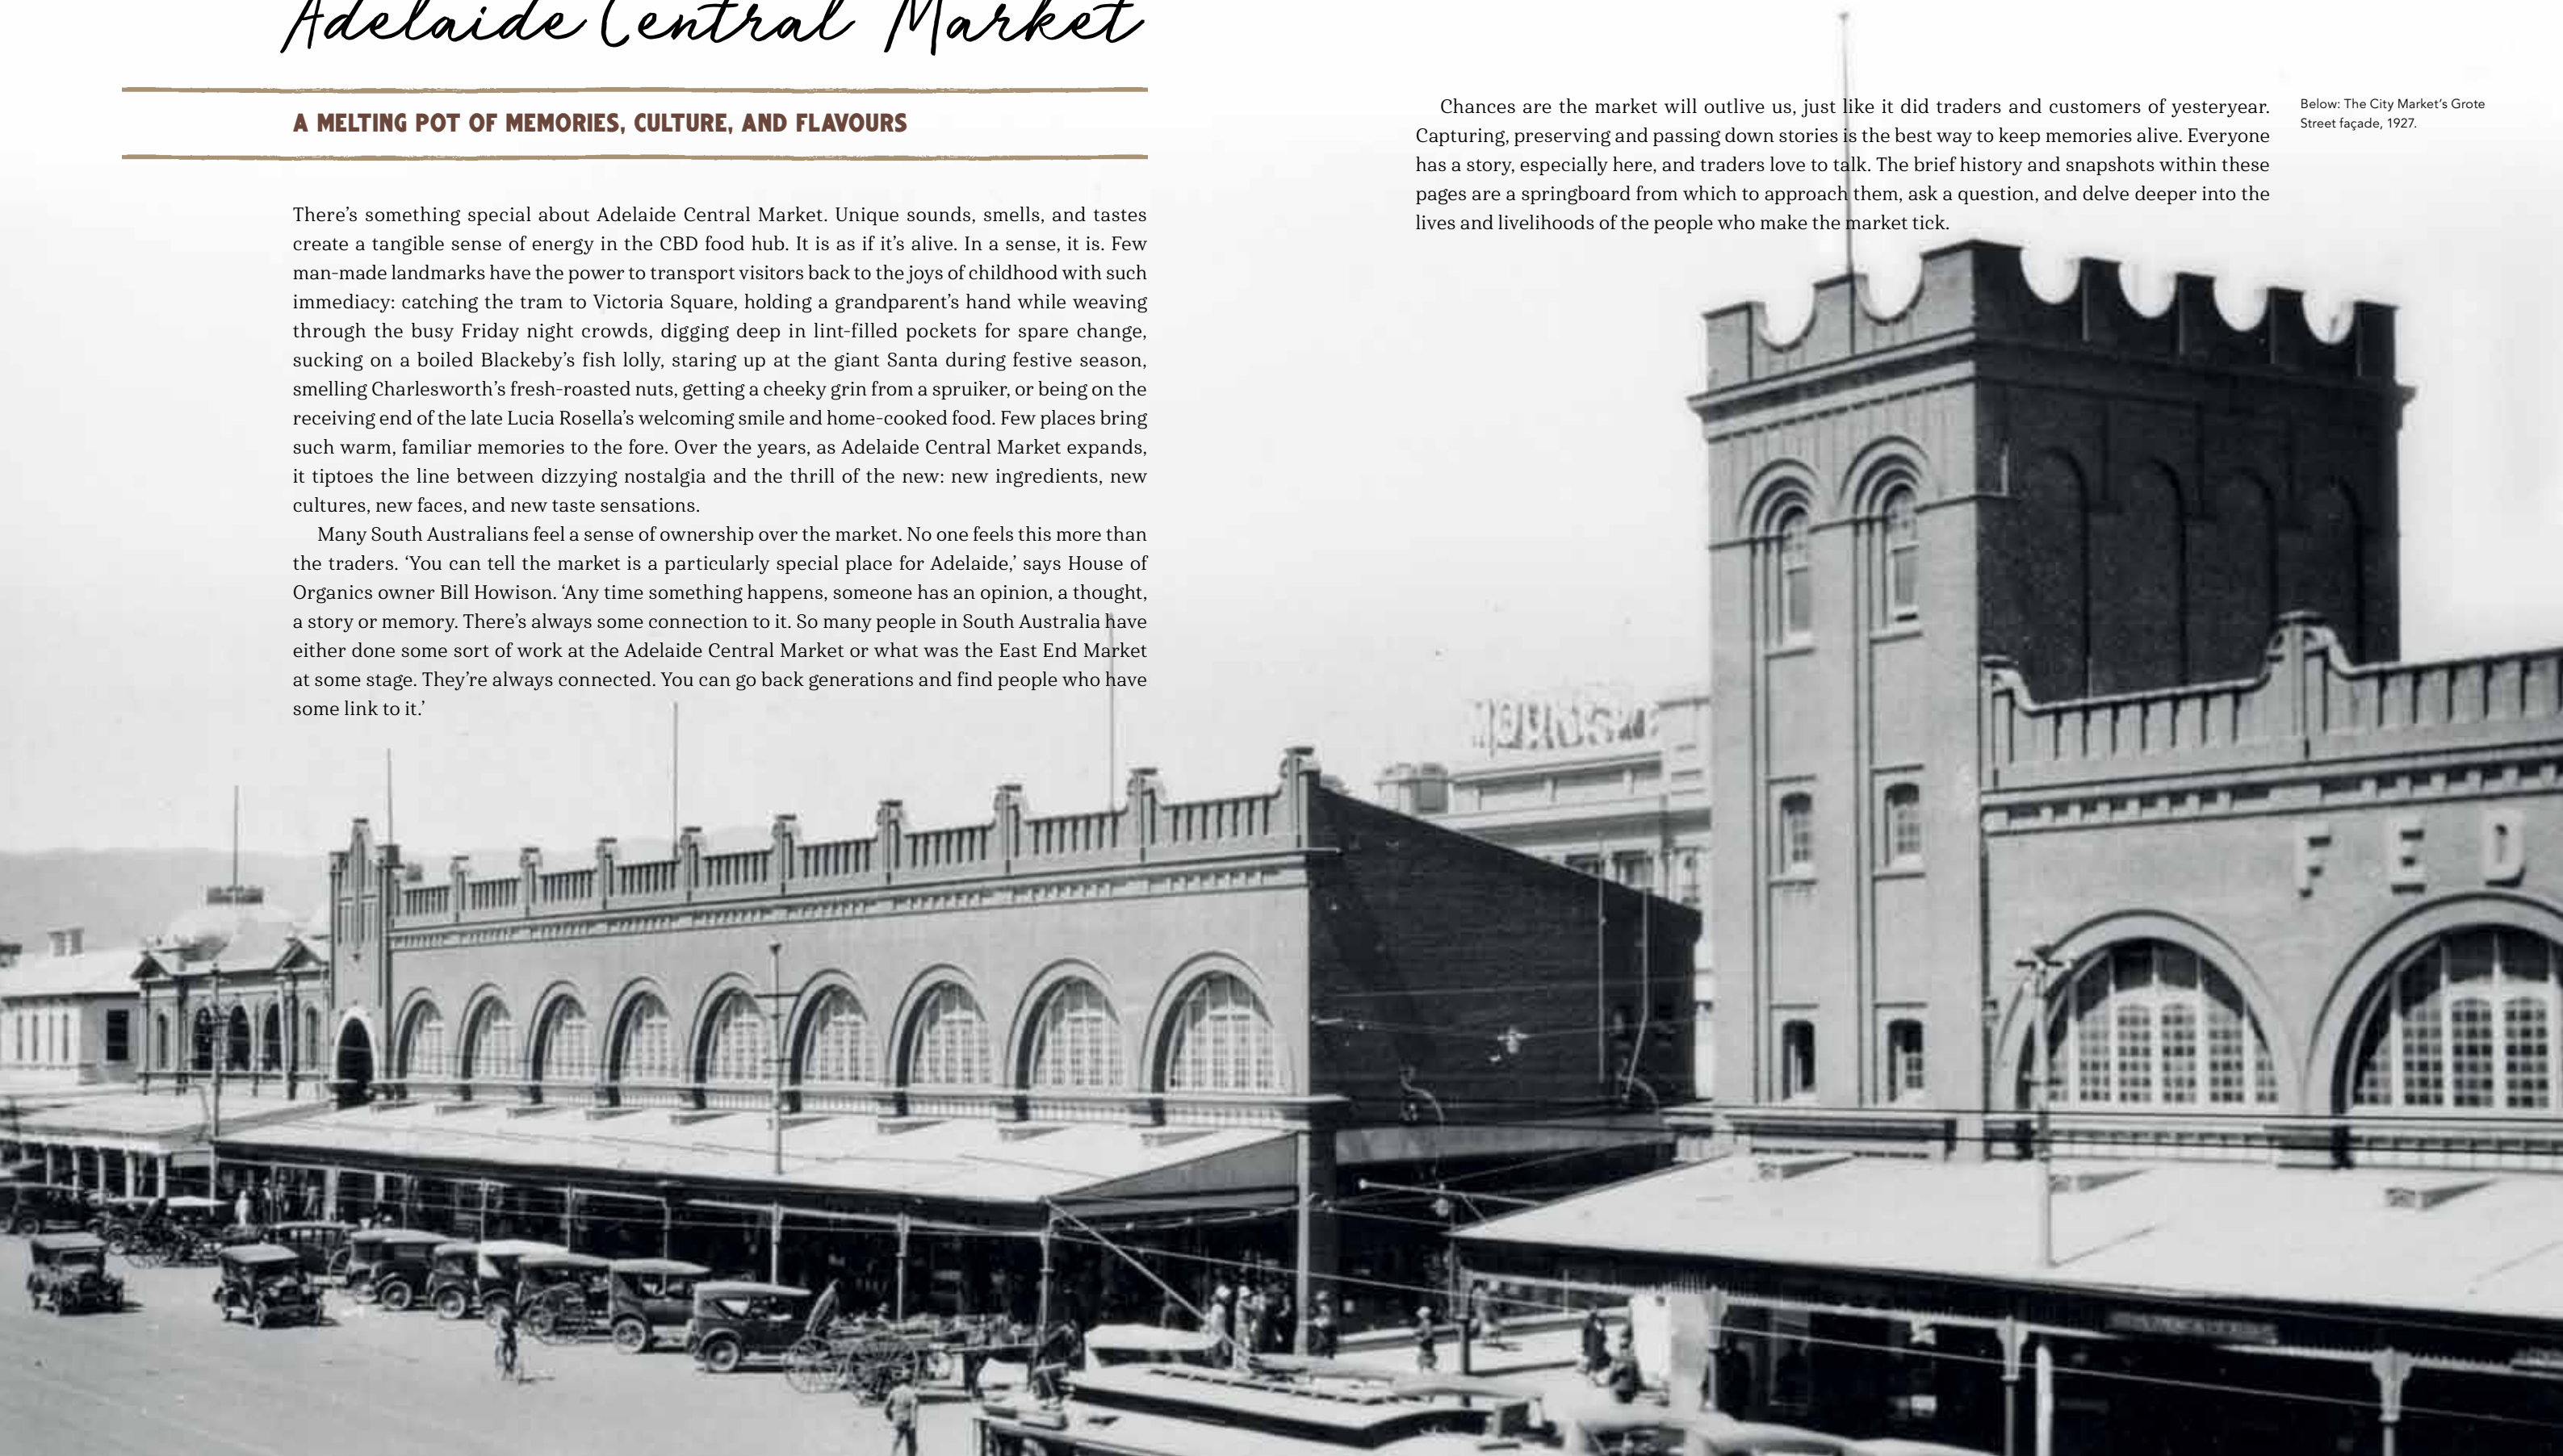 Adelaide Central Market
A MELTING POT OF MEMORIES, CULTURE, AND FLAVOURS
There’s something special about Adelaide Central Market. Unique sounds, smells, and tastes
create a tangible sense of energy in the CBD food hub. It is as if it’s alive. In a sense, it is. Few
man-made landmarks have the power to transport visitors back to the joys of childhood with such
immediacy: catching the tram to Victoria Square, holding a grandparent’s hand while weaving
through the busy Friday night crowds, digging deep in lint-filled pockets for spare change,
sucking on a boiled Blackeby’s fish lolly, staring up at the giant Santa during festive season,
smelling Charlesworth’s fresh-roasted nuts, getting a cheeky grin from a spruiker, or being on the
receiving end of the late Lucia Rosella’s welcoming smile and home-cooked food. Few places bring
such warm, familiar memories to the fore. Over the years, as Adelaide Central Market expands,
it tiptoes the line between dizzying nostalgia and the thrill of the new: new ingredients, new
cultures, new faces, and new taste sensations.
Many South Australians feel a sense of ownership over the market. No one feels this more than
the traders. ‘You can tell the market is a particularly special place for Adelaide,’ says House of
Organics owner Bill Howison. ‘Any time something happens, someone has an opinion, a thought,
a story or memory. There’s always some connection to it. So many people in South Australia have
either done some sort of work at the Adelaide Central Market or what was the East End Market
at some stage. They’re always connected. You can go back generations and find people who have
some link to it.’
Chances are the market will outlive us, just like it did traders and customers of yesteryear.
Capturing, preserving and passing down stories is the best way to keep memories alive. Everyone
has a story, especially here, and traders love to talk. The brief history and snapshots within these
pages are a springboard from which to approach them, ask a question, and delve deeper into the
lives and livelihoods of the people who make the market tick.
Below: The City Market’s Grote
Street façade, 1927.
FED